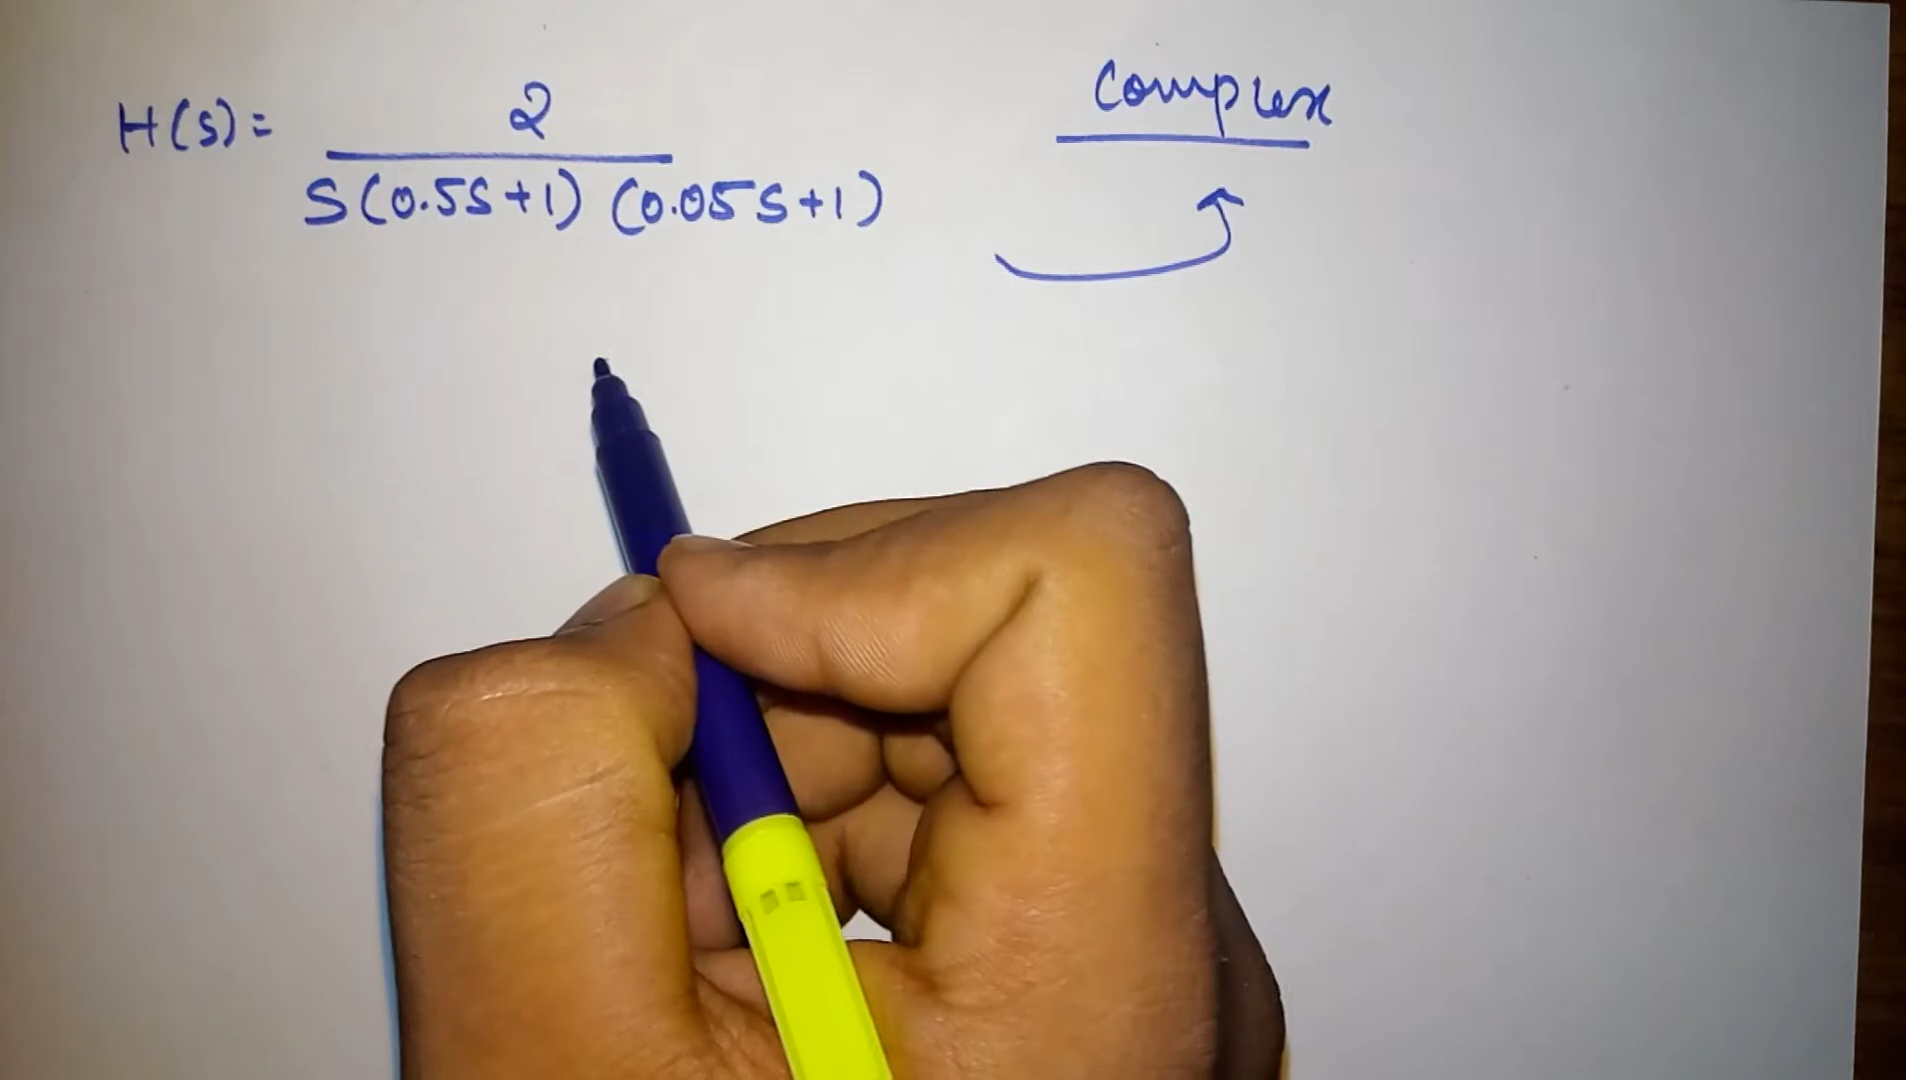 H(s) = 2
S(0.5S+1) (0.05S+1)
Complex